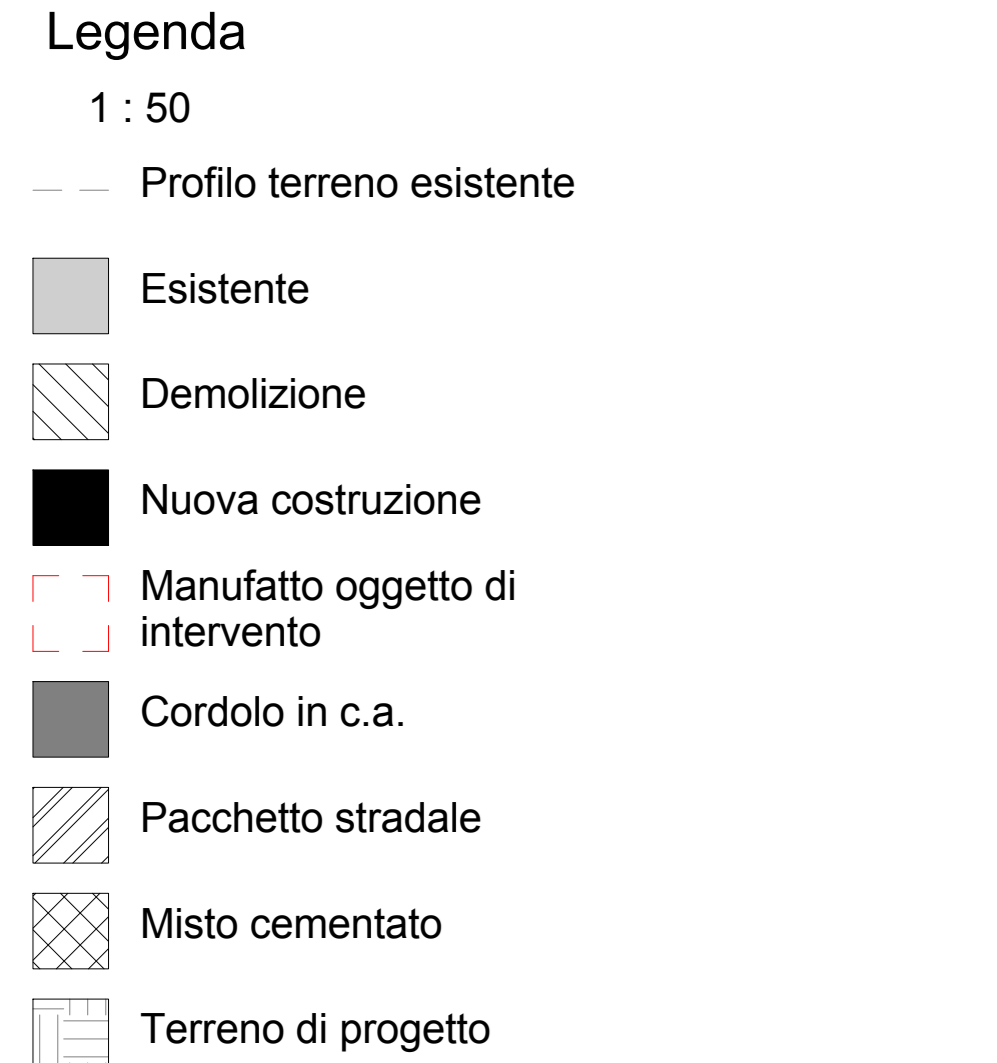 Legenda
1 : 50
Profilo terreno esistente
Esistente
Demolizione
Nuova costruzione
Manufatto oggetto di
intervento
Cordolo in c.a.
Pacchetto stradale
Misto cementato
Terreno di progetto